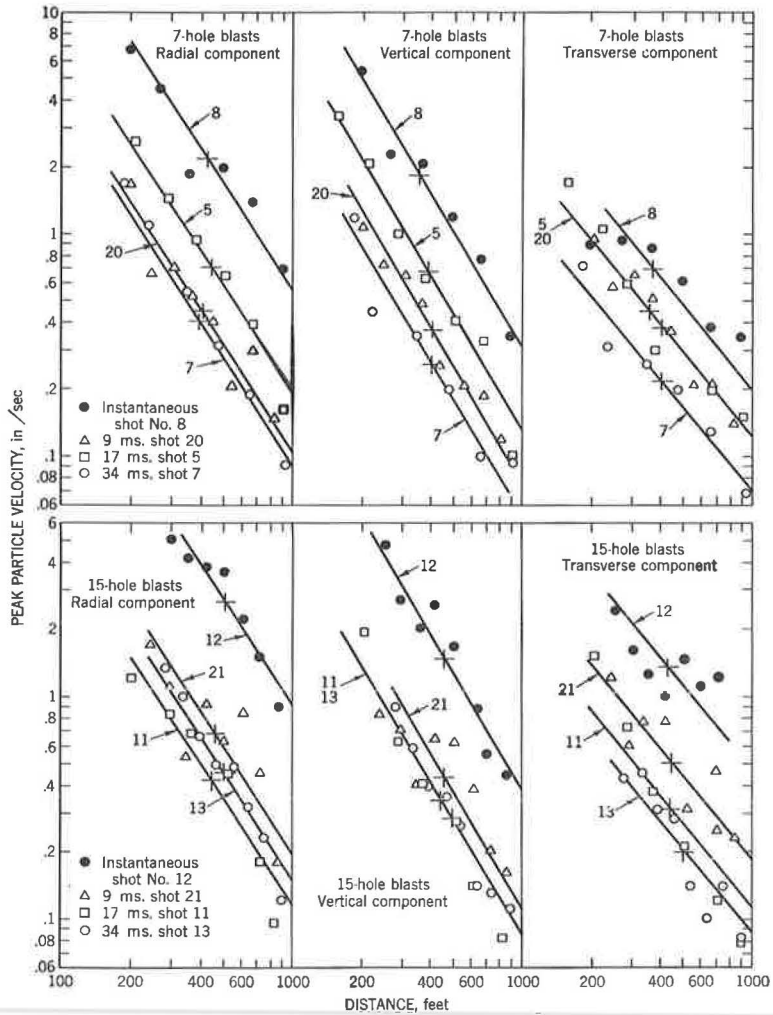 10
8
6
4
2
1
.8
.6
.4
.2
.1
.08
.06
7-hole blasts
Radial component
8
5
20
7
● Instantaneous
shot No. 8
△ 9 ms. shot 20
□ 17 ms. shot 5
○ 34 ms. shot 7
7-hole blasts
Vertical component
8
20
5
7
7-hole blasts
Transverse component
8
5
20
7
PEAK PARTICLE VELOCITY, in/sec
6
4
2
1
.8
.6
.4
.2
.1
.08
.06
15-hole blasts
Radial component
12
21
11
13
● Instantaneous
shot No. 12
△ 9 ms. shot 21
□ 17 ms. shot 11
○ 34 ms. shot 13
12
11
13
21
15-hole blasts
Vertical component
15-hole blasts
Transverse component
12
21
11
13
100 200 400 600 1000 200 400 600 1000 200 400 600 1000
DISTANCE, feet